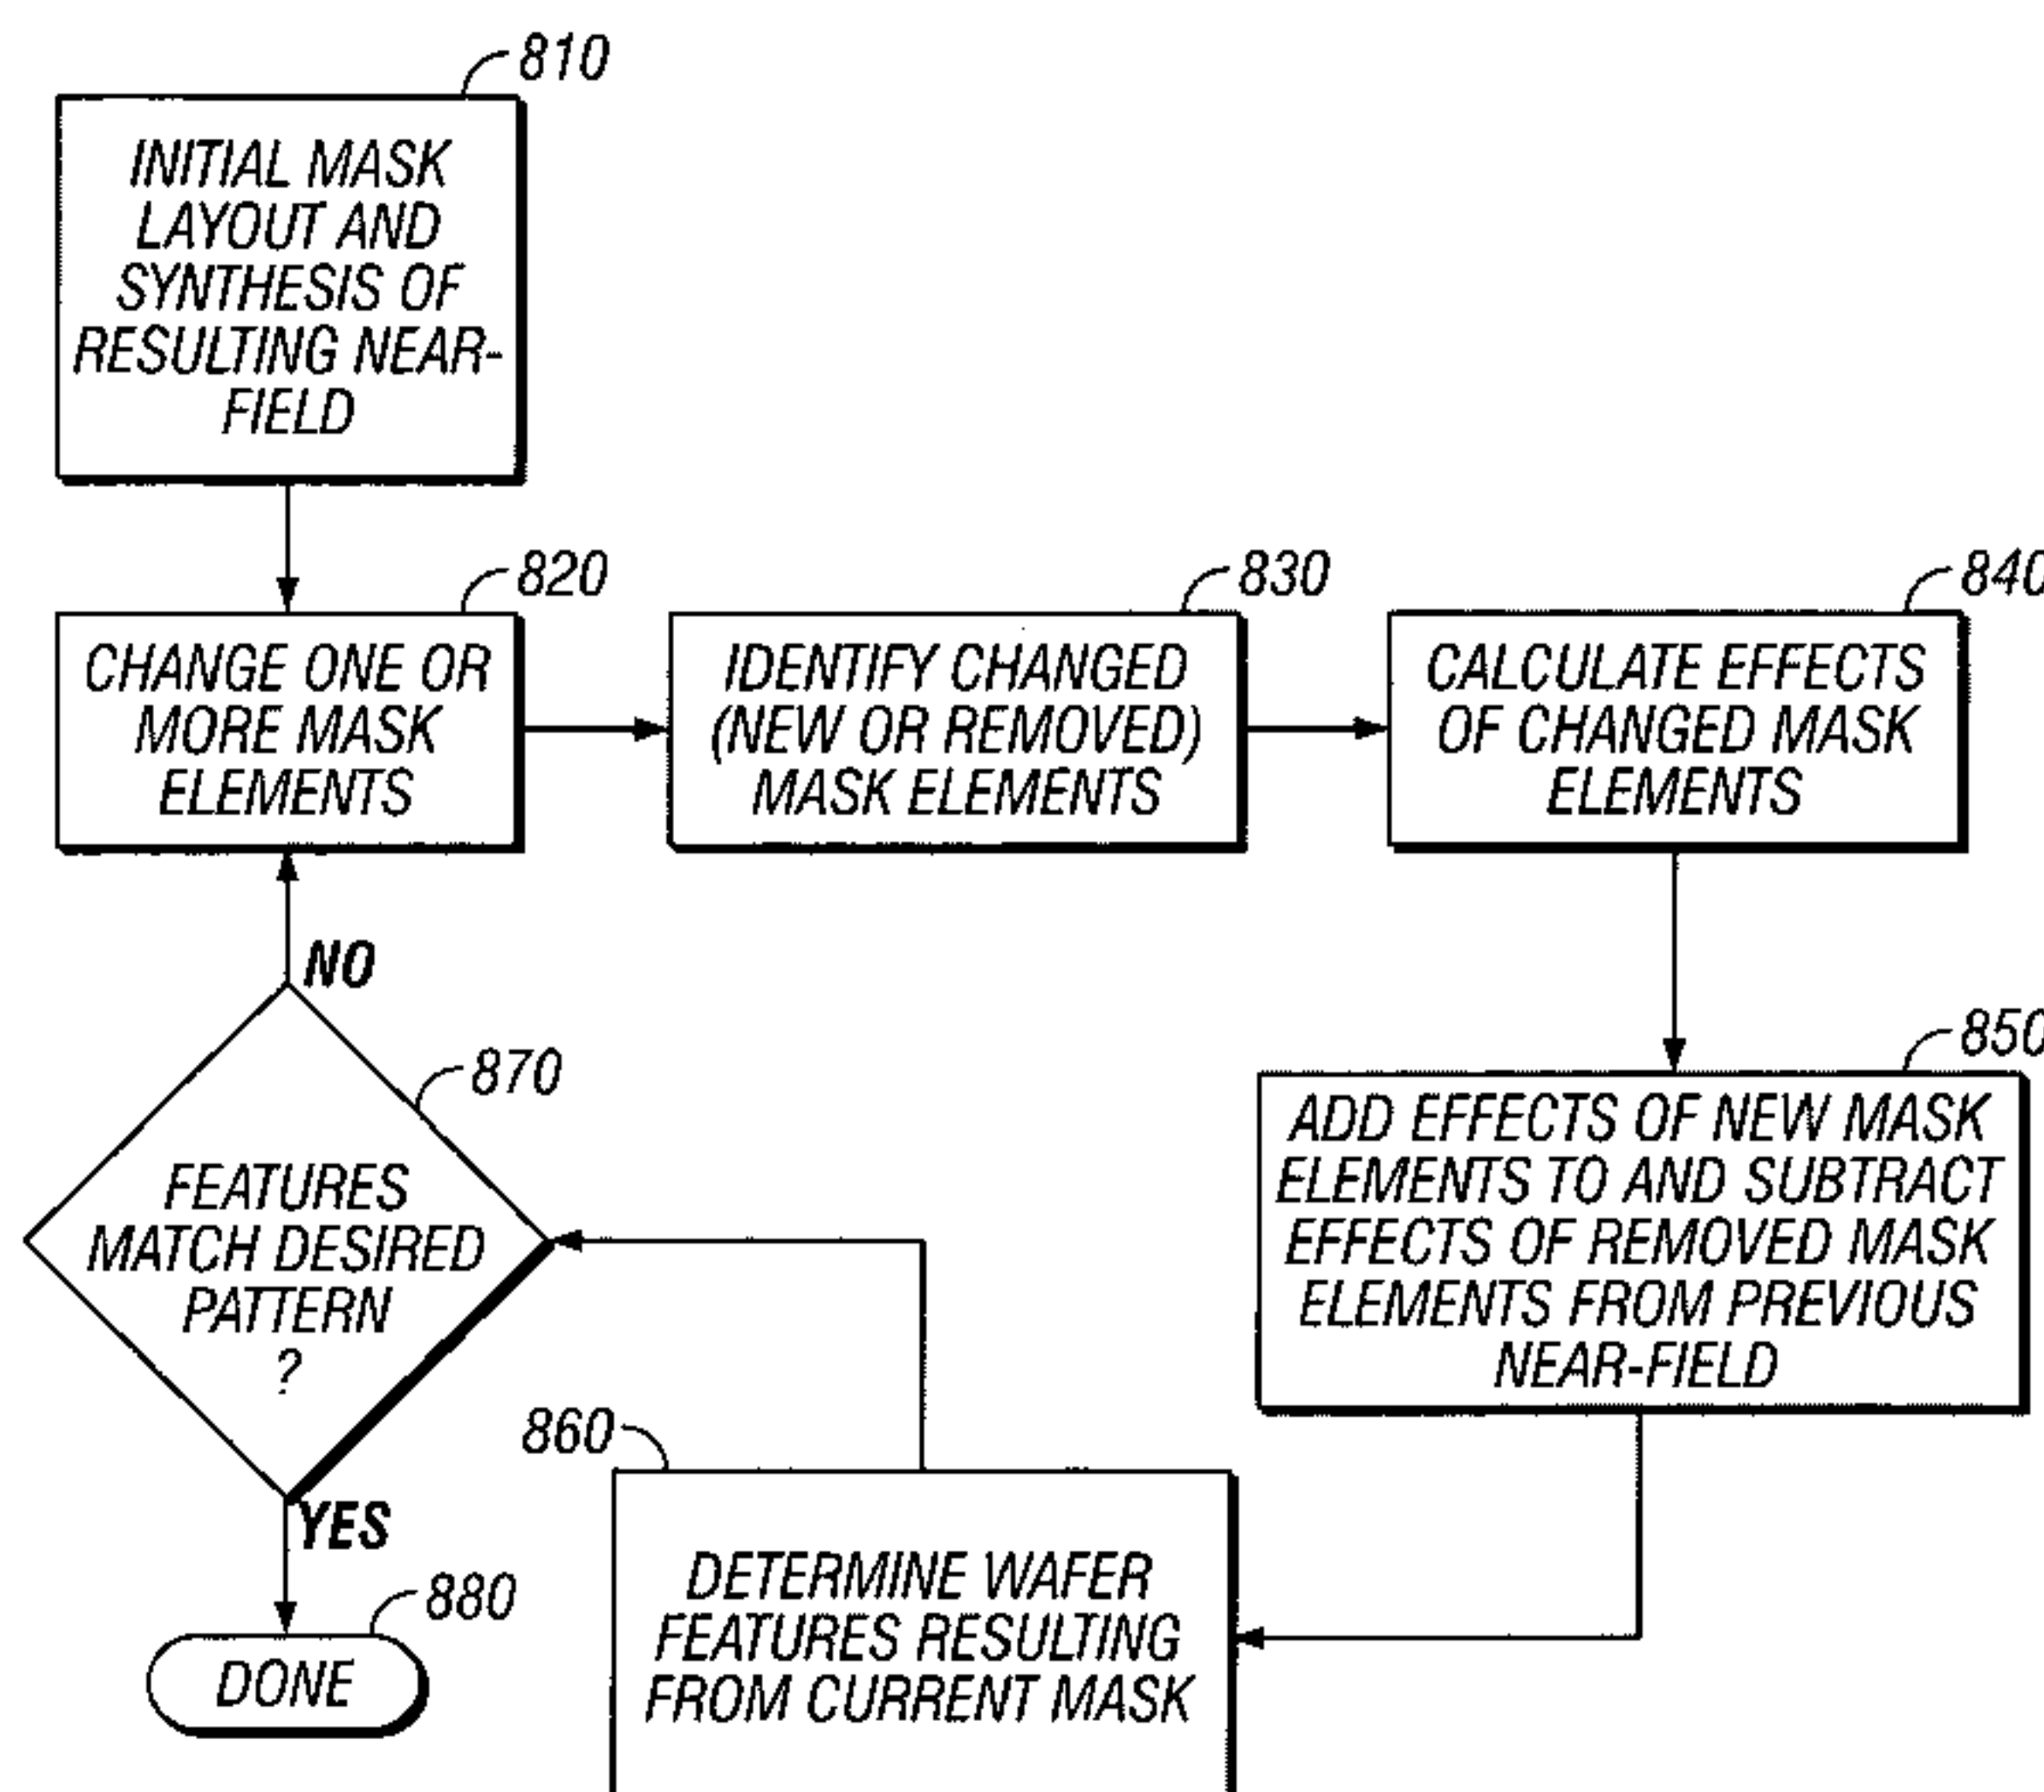 810
INITIAL MASK
LAYOUT AND
SYNTHESIS OF
RESULTING NEAR-
FIELD
820
CHANGE ONE OR
MORE MASK
ELEMENTS
830
IDENTIFY CHANGED
(NEW OR REMOVED)
MASK ELEMENTS
840
CALCULATE EFFECTS
OF CHANGED MASK
ELEMENTS
850
ADD EFFECTS OF NEW MASK
ELEMENTS TO AND SUBTRACT
EFFECTS OF REMOVED MASK
ELEMENTS FROM PREVIOUS
NEAR-FIELD
860
DETERMINE WAFER
FEATURES RESULTING
FROM CURRENT MASK
NO
870
FEATURES
MATCH DESIRED
PATTERN
?
YES
880
DONE